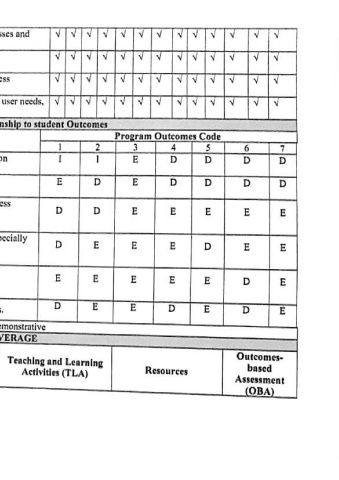 sses and √ √ √ √ √ √ √ √ √ √ √ √ √
√ √ √ √ √ √ √ √ √ √ √ √ √
ess √ √ √ √ √ √ √ √ √ √ √ √ √
user needs, √ √ √ √ √ √ √ √ √ √ √ √ √
nship to student Outcomes
Program Outcomes Code
1 2 3 4 5 6 7
on I I E D D D D
E D E D D D D
ess D D E E E E E
pecially D E E E D E E
E E E E E D E
s. D E E D E D E
emonstrative
VERAGE
Teaching and Learning Activities (TLA) Resources Outcomes-
based
Assessment
(OBA)